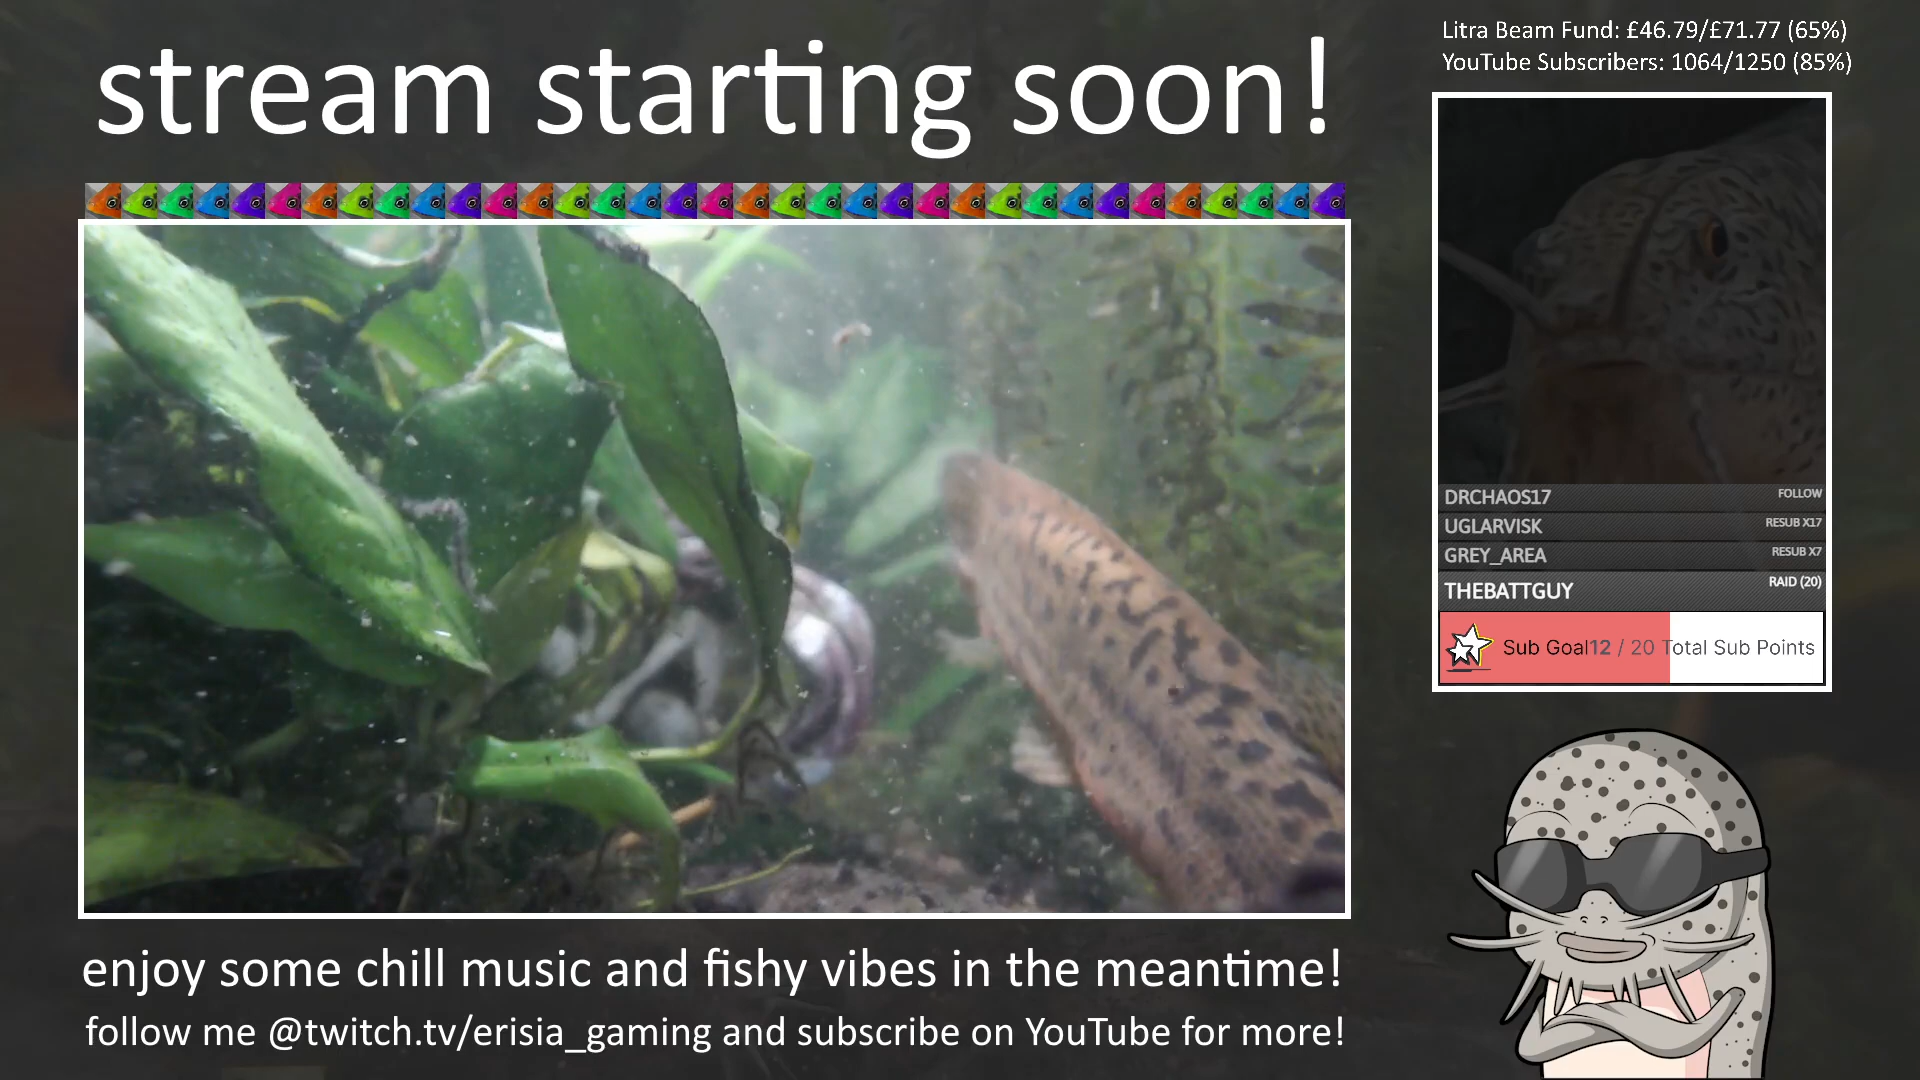 stream starting soon!
Litra Beam Fund: £46.79/£71.77 (65%)
YouTube Subscribers: 1064/1250 (85%)
DRCHAOS17 FOLLOW
UGLARVISK RESUB X17
GREY_AREA RESUB X7
THEBATTGUY RAID (20)
Sub Goal12 / 20 Total Sub Points
enjoy some chill music and fishy vibes in the meantime!
follow me @twitch.tv/erisia_gaming and subscribe on YouTube for more!